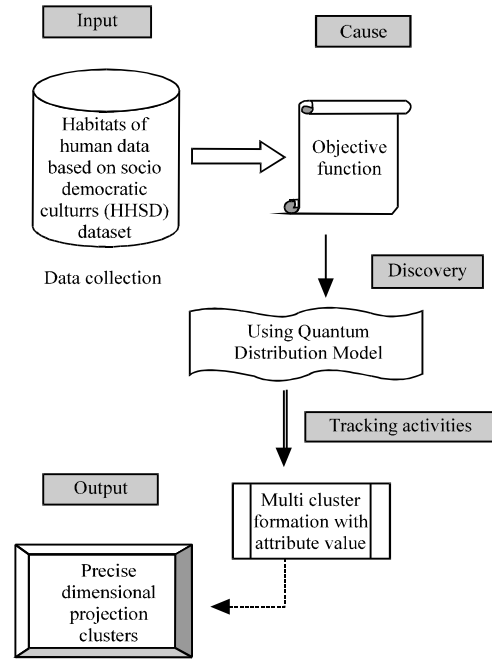 Input
Cause
Habitats of
human data
based on socio
democratic
culturrs (HHSD)
dataset
Objective
function
Data collection
Discovery
Using Quantum
Distribution Model
Tracking activities
Output
Multi cluster
formation with
attribute value
Precise
dimensional
projection
clusters